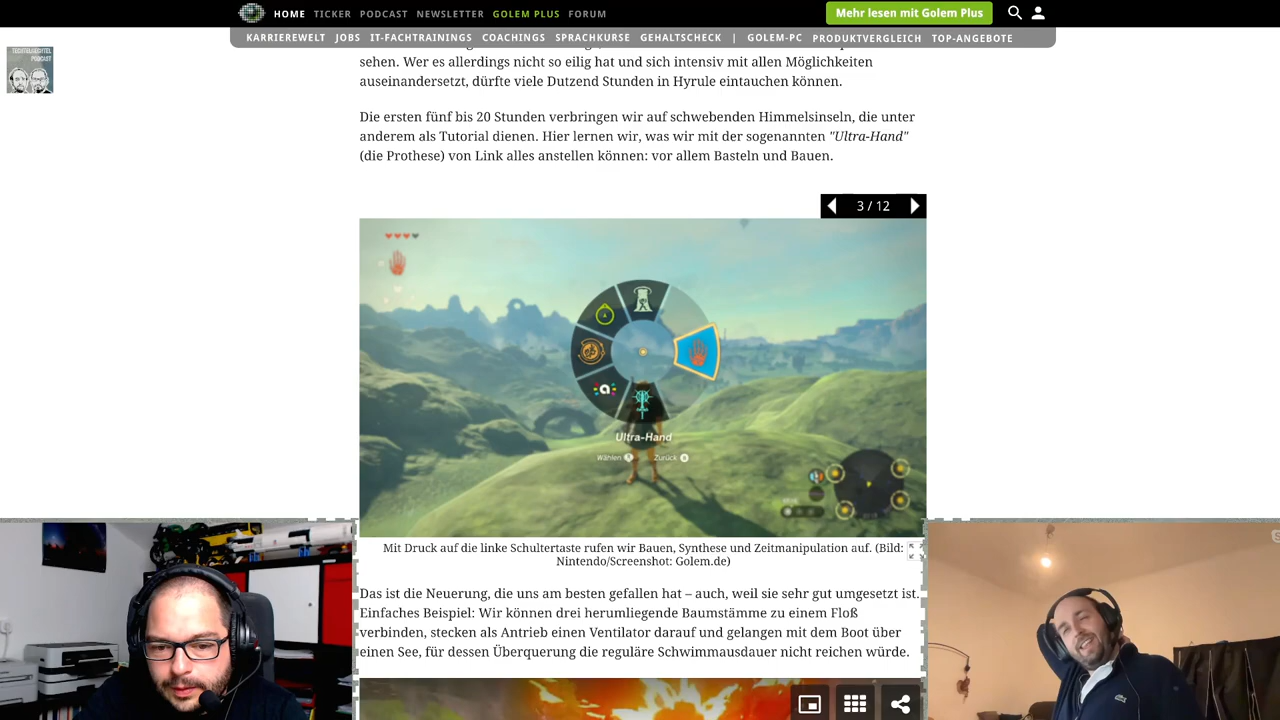 HOME TICKER PODCAST NEWSLETTER GOLEM PLUS FORUM Mehr lesen mit Golem Plus
KARRIEREWELT JOBS IT-FACHTRAININGS COACHINGS SPRACHKURSE GEHALTSCHECK | GOLEM-PC PRODUKTVERGLEICH TOP-ANGEBOTE
TECHTELMECHTEL
PODCAST
sehen. Wer es allerdings nicht so eilig hat und sich intensiv mit allen Möglichkeiten
auseinandersetzt, dürfte viele Dutzend Stunden in Hyrule eintauchen können.
Die ersten fünf bis 20 Stunden verbringen wir auf schwebenden Himmelsinseln, die unter
anderem als Tutorial dienen. Hier lernen wir, was wir mit der sogenannten "Ultra-Hand"
(die Prothese) von Link alles anstellen können: vor allem Basteln und Bauen.
3 / 12
Ultra-Hand
Wählen Zurück
Mit Druck auf die linke Schultertaste rufen wir Bauen, Synthese und Zeitmanipulation auf. (Bild:
Nintendo/Screenshot: Golem.de)
Das ist die Neuerung, die uns am besten gefallen hat – auch, weil sie sehr gut umgesetzt ist.
Einfaches Beispiel: Wir können drei herumliegende Baumstämme zu einem Floß
verbinden, stecken als Antrieb einen Ventilator darauf und gelangen mit dem Boot über
einen See, für dessen Überquerung die reguläre Schwimmausdauer nicht reichen würde.